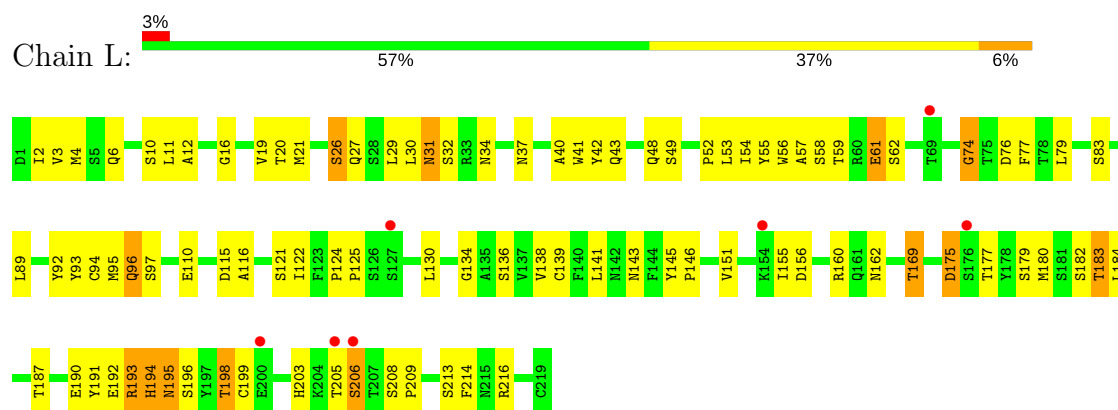 3%
Chain L:
57% 37% 6%
D1 I2 V3 M4 S5 Q6 S10 L11 A12 G16 V19 T20 M21 S26 Q27 S28 L29 L30 N31 S32 R33 N34 N37 A40 W41 Y42 Q43 Q48 S49 P52 L53 I54 Y55 W56 A57 S58 T59 R60 E61 S62 T69 G74 T75 D76 F77 T78 L79 S83
L89 Y92 Y93 C94 M95 Q96 S97 E110 D115 A116 S121 I122 F123 P124 P125 S126 S127 L130 G134 A135 S136 V137 V138 C139 F140 L141 N142 N143 F144 Y145 P146 V151 K154 I155 D156 R160 Q161 N162 T169 D175 S176 T177 Y178 S179 M180 S181 S182 T183 L184
T187 E190 Y191 E192 R193 H194 N195 S196 Y197 T198 C199 E200 H203 K204 T205 S206 T207 S208 P209 S213 F214 N215 R216 C219